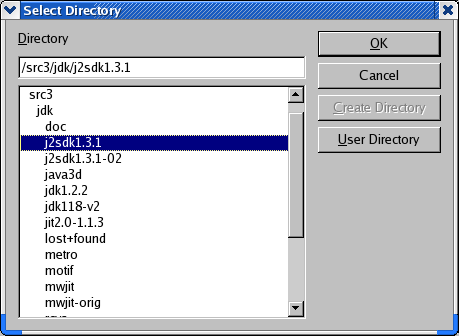 Select Directory
Directory
/src3/jdk/j2sdk1.3.1
src3
jdk
doc
j2sdk1.3.1
j2sdk1.3.1-02
java3d
jdk1.2.2
jdk118-v2
jit2.0-1.1.3
lost+found
metro
motif
mwjit
mwjit-orig
OK
Cancel
Create Directory
User Directory